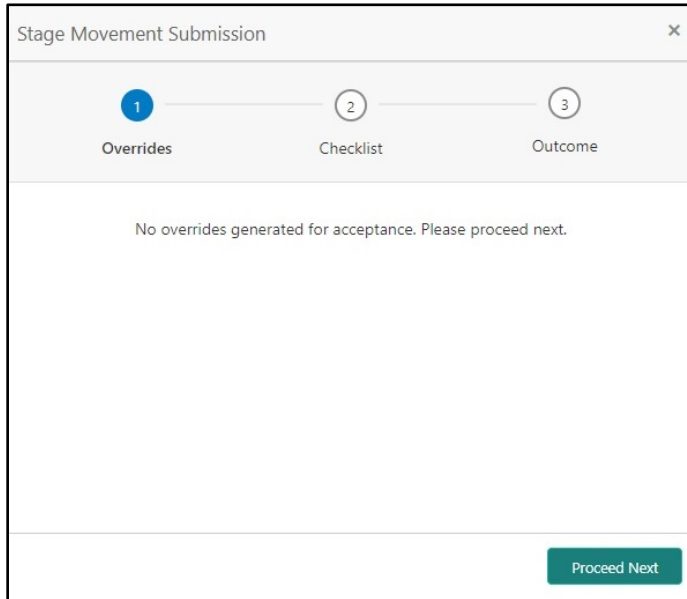 Stage Movement Submission
×
1
2
3
Overrides
Checklist
Outcome
No overrides generated for acceptance. Please proceed next.
Proceed Next